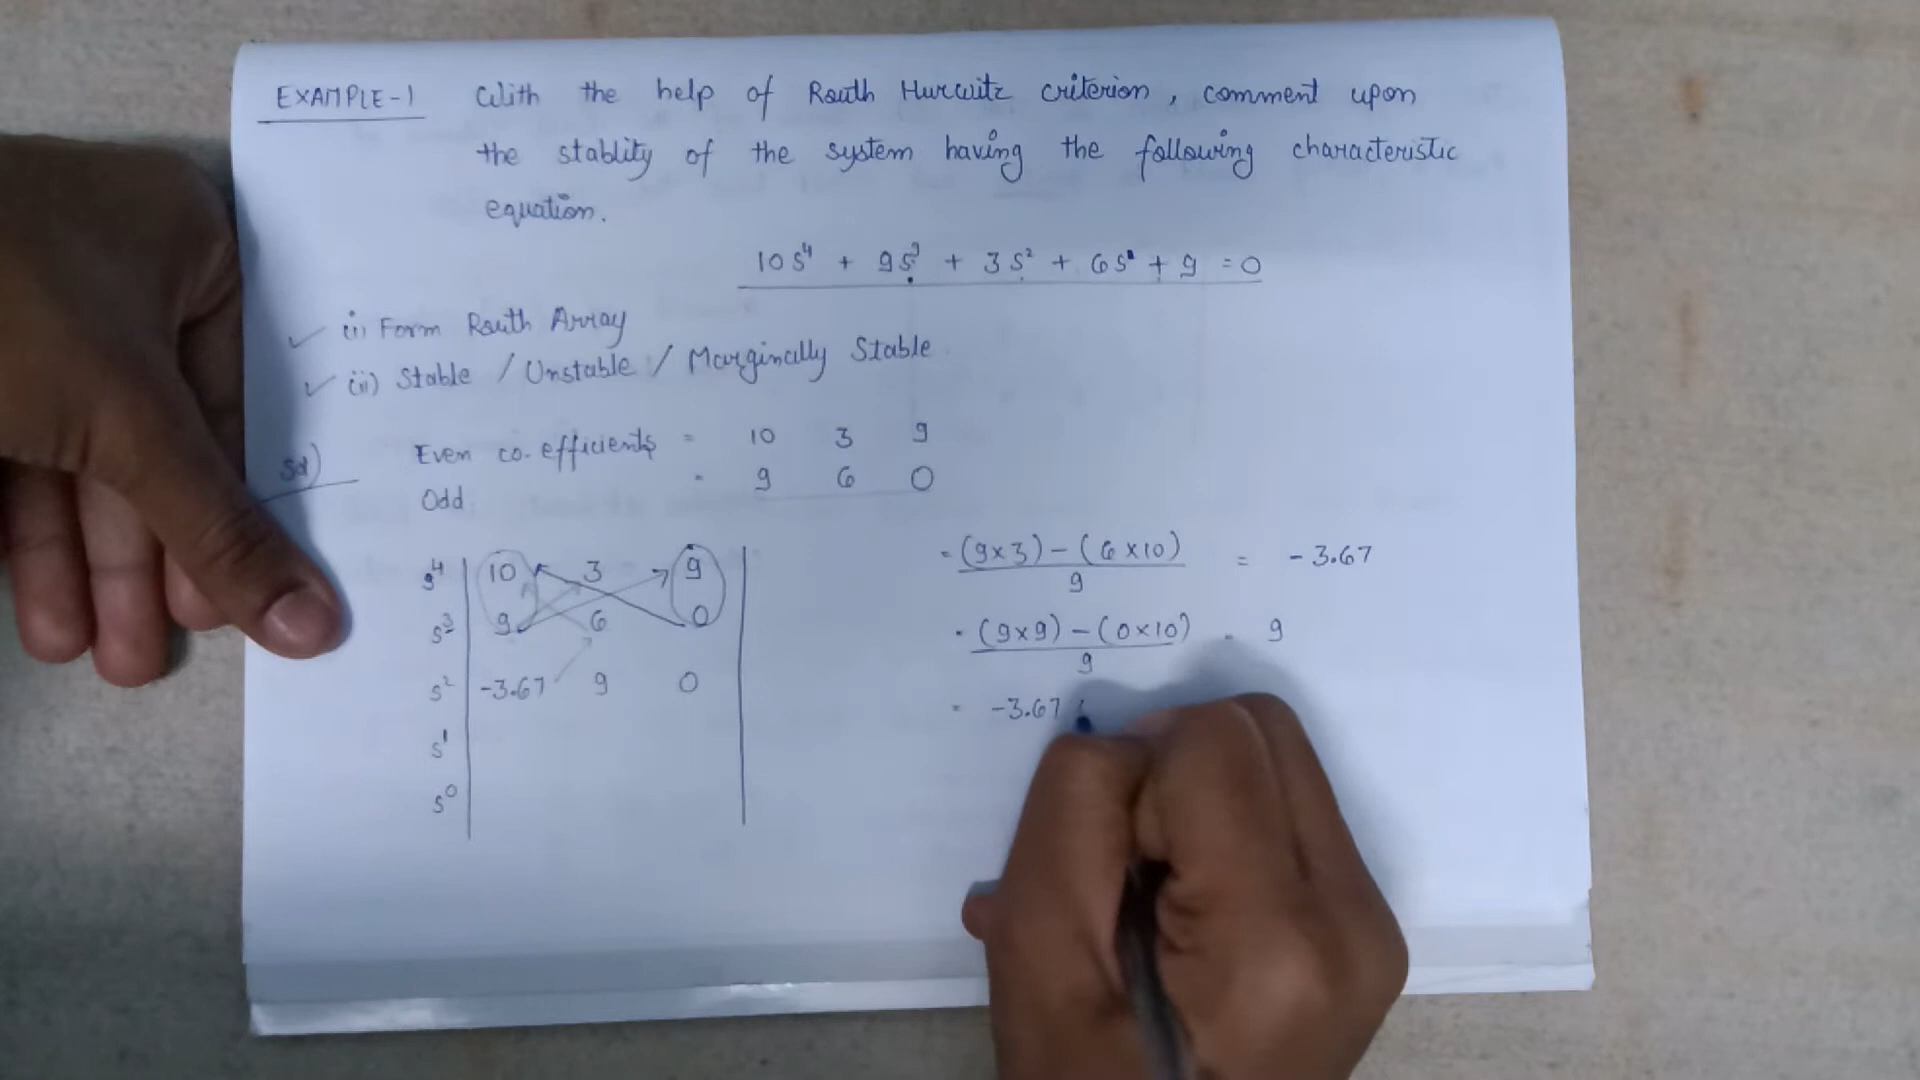 EXAMPLE-1 With the help of Routh Hurwitz criterion, comment upon
the stablity of the system having the following characteristic
equation.
10s⁴ + 9s³ + 3s² + 6s¹ + 9 = 0
(i) Form Routh Array
(ii) Stable / Unstable / Marginally Stable
Sol) Even co-efficients = 10 3 9
Odd = 9 6 0
s⁴ 10 3 9
s³ 9 6 0
s² -3.67 9 0
s¹
s⁰
= (9×3) - (6×10) / 9 = -3.67
= (9×9) - (0×10) / 9 = 9
= -3.67